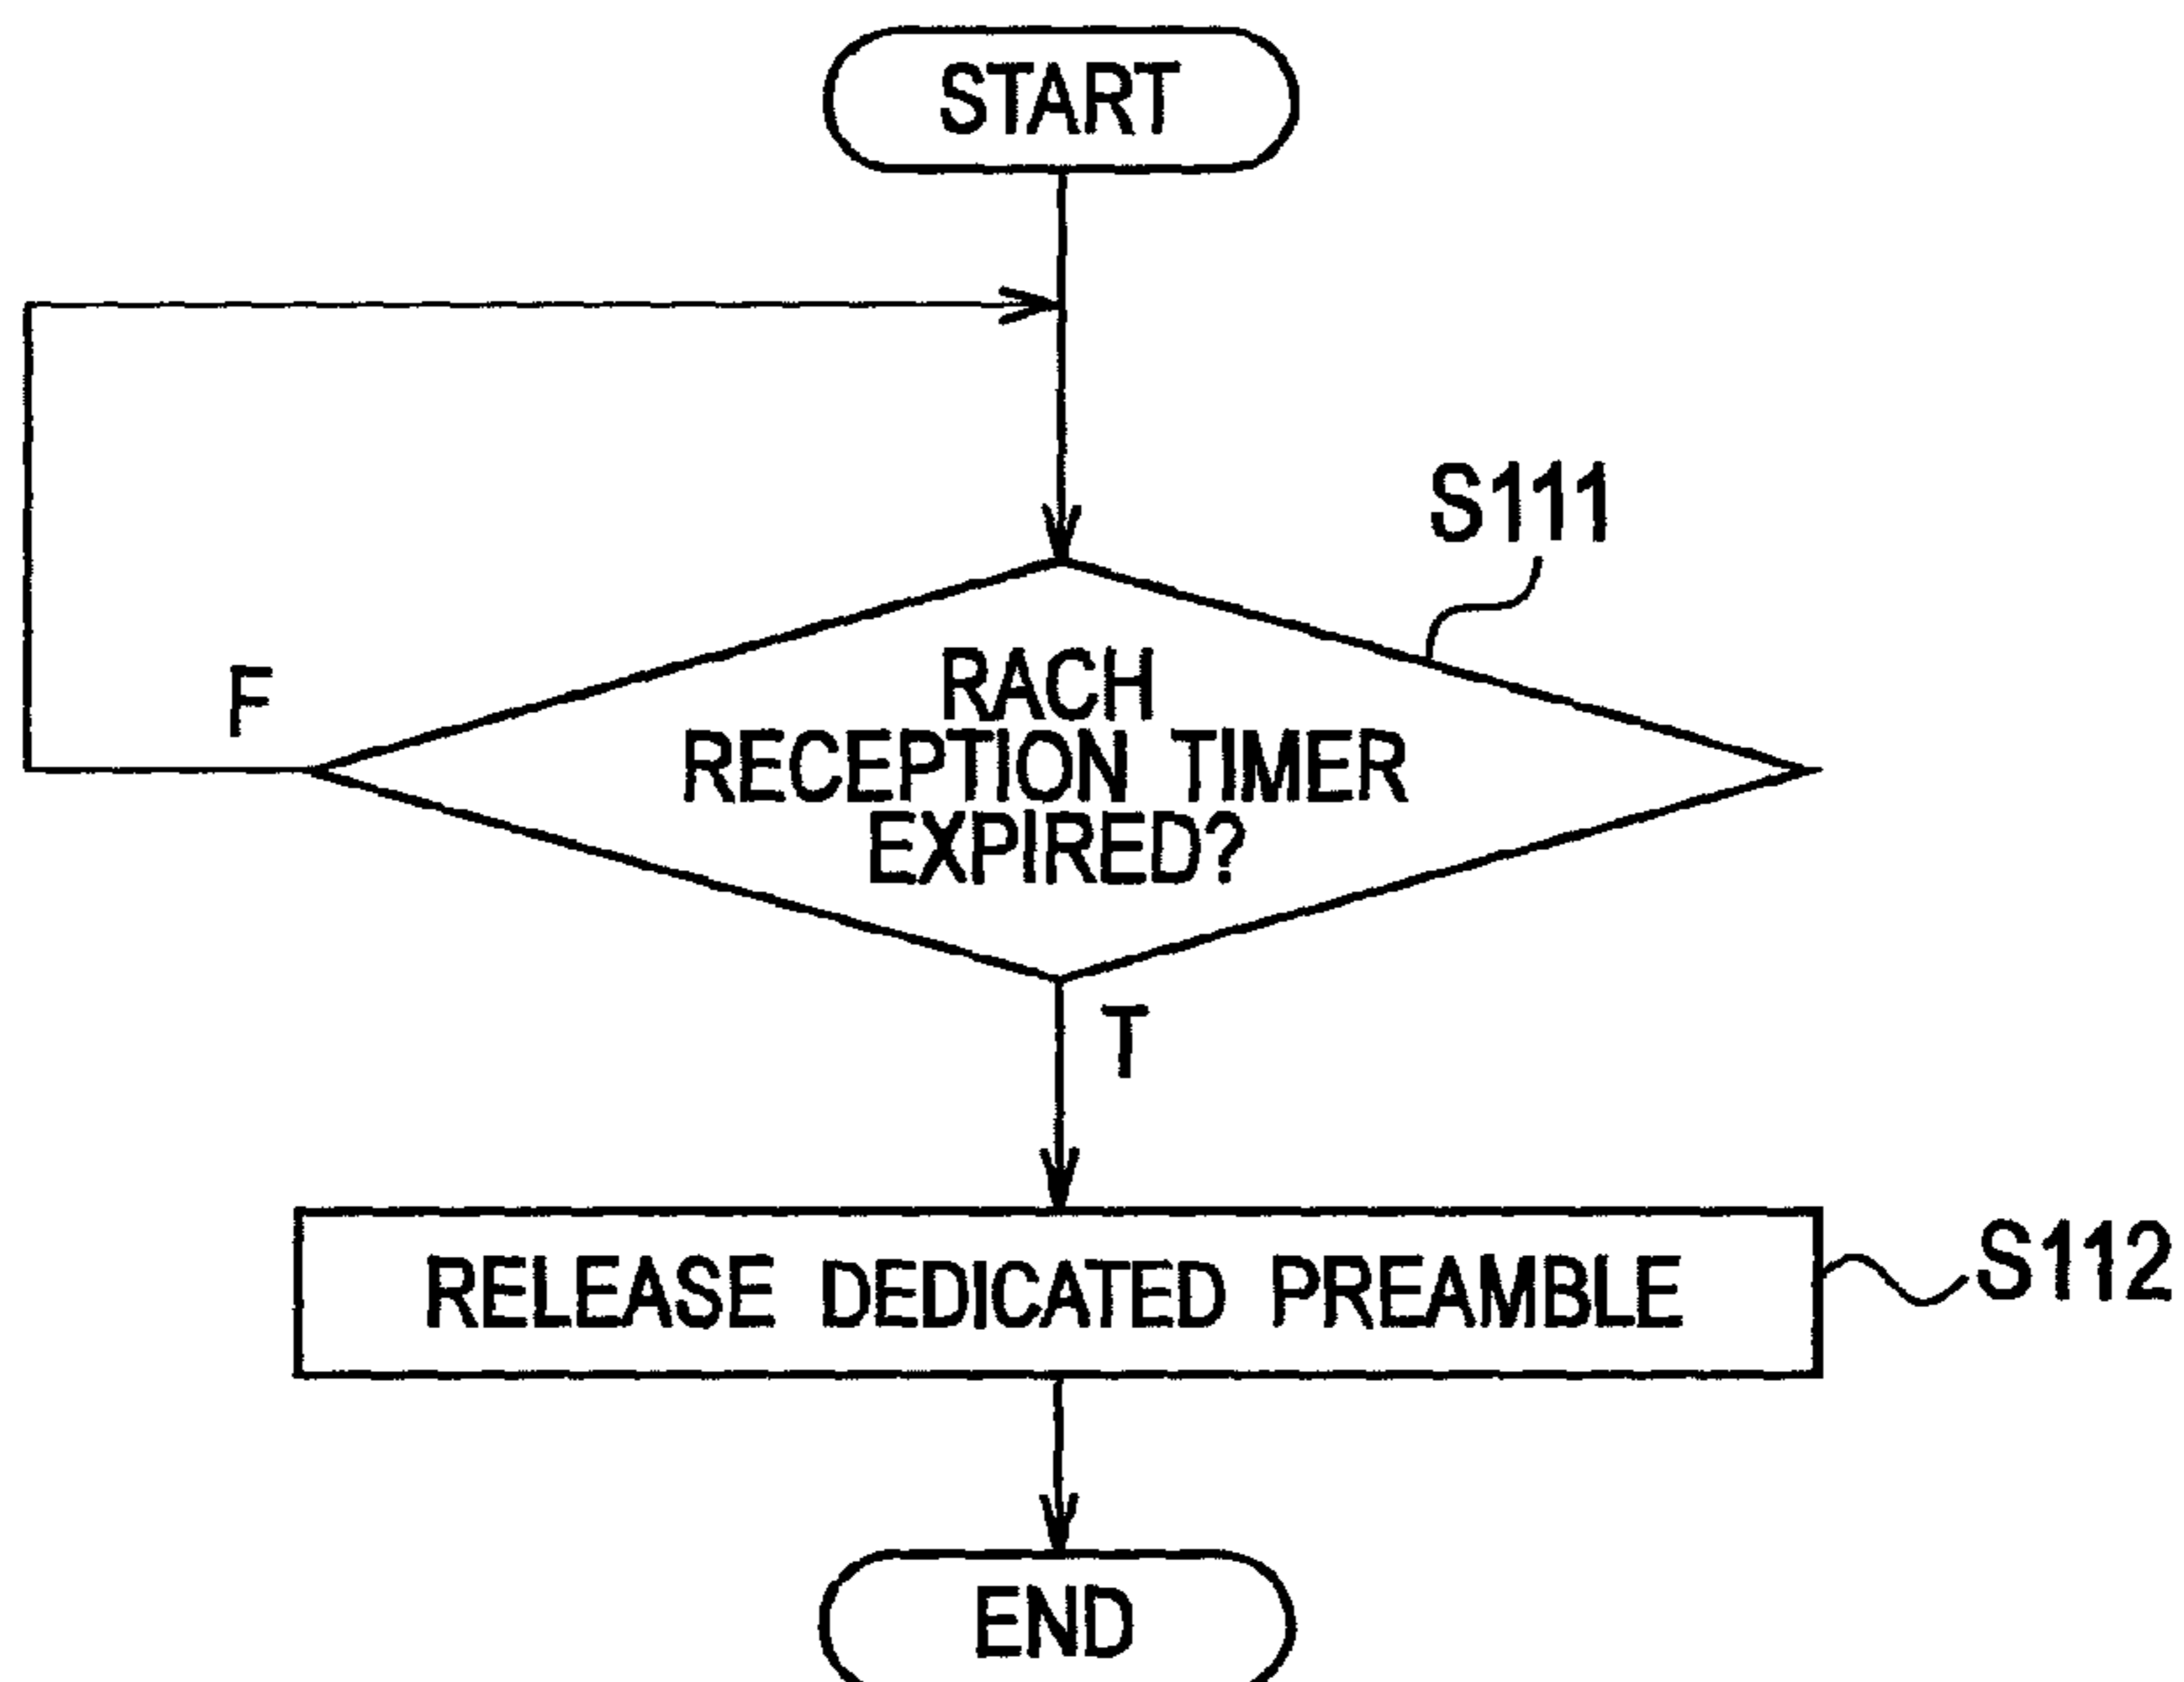 START
S111
F
RACH
RECEPTION TIMER
EXPIRED?
T
RELEASE DEDICATED PREAMBLE
S112
END